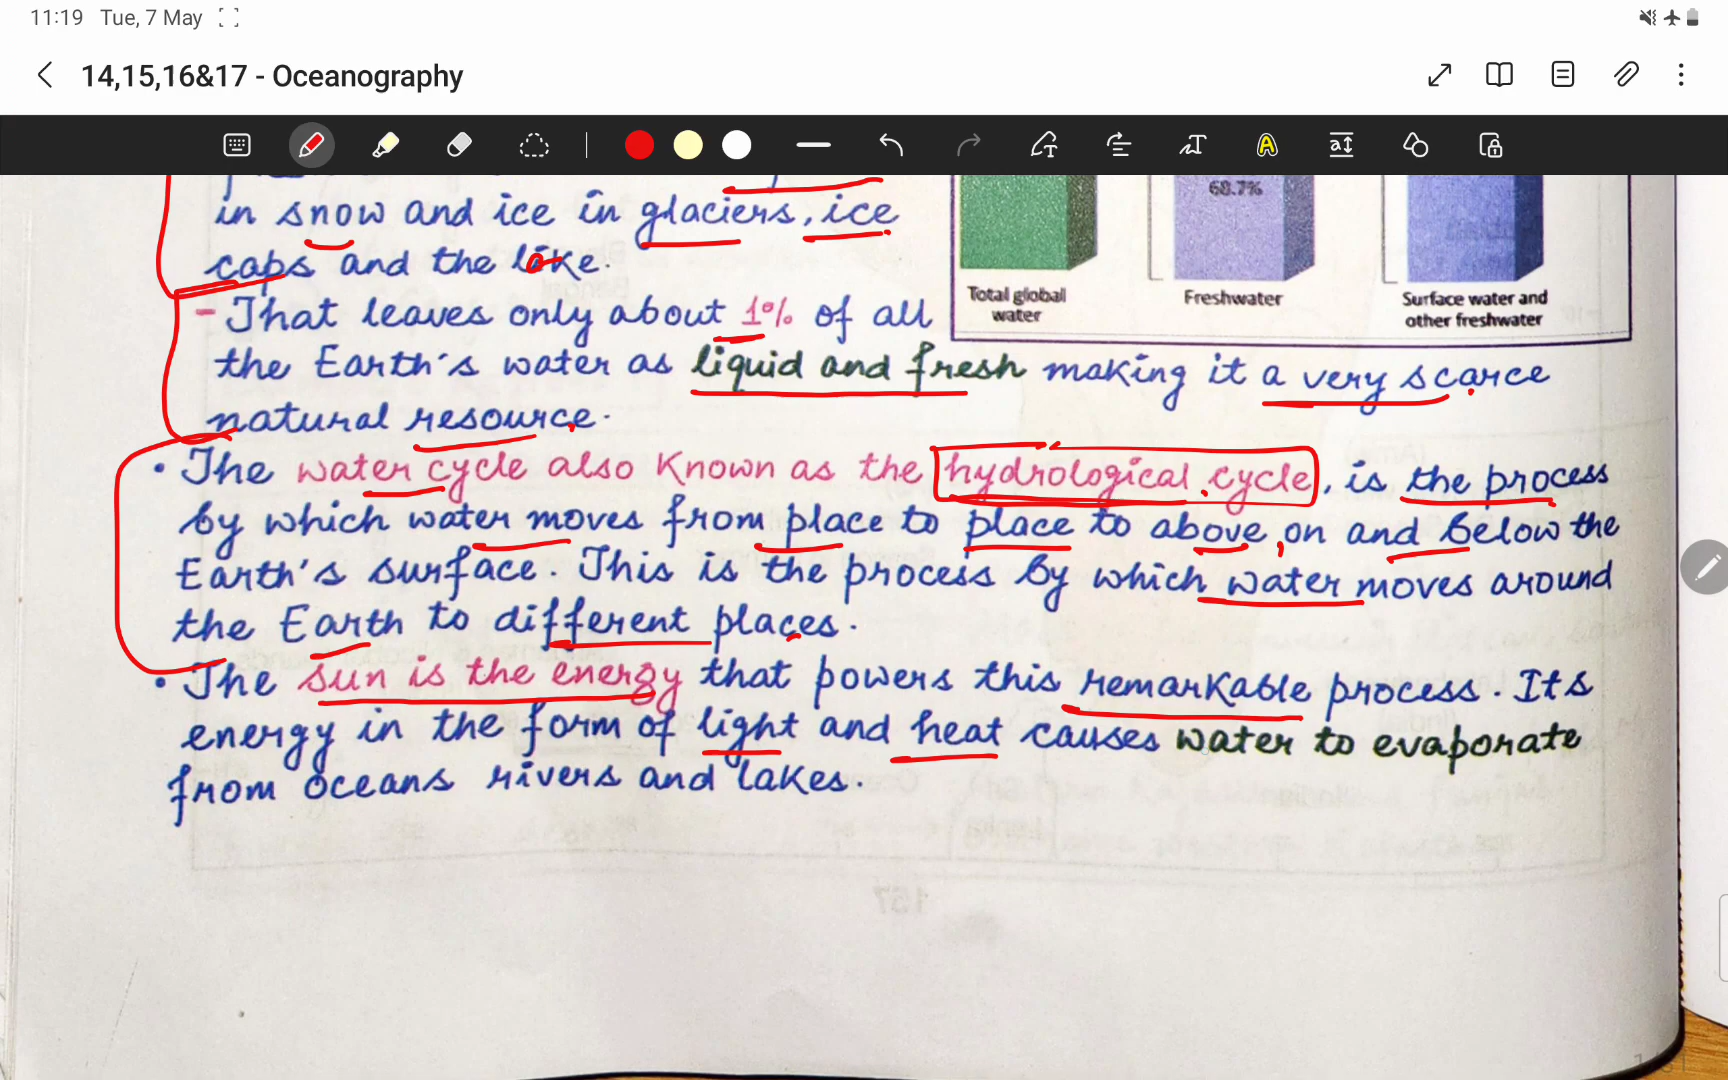 11:19 Tue, 7 May
14,15,16&17 - Oceanography
68.7%
in snow and ice in glaciers, ice
caps and the lake.
Total global
water
Freshwater
Surface water and
other freshwater
- That leaves only about 1% of all
the Earth's water as liquid and fresh making it a very scarce
natural resource.
• The water cycle also known as the hydrological cycle, is the process
by which water moves from place to place to above, on and below the
Earth's surface. This is the process by which water moves around
the Earth to different places.
• The sun is the energy that powers this remarkable process. Its
energy in the form of light and heat causes water to evaporate
from oceans rivers and lakes.
157